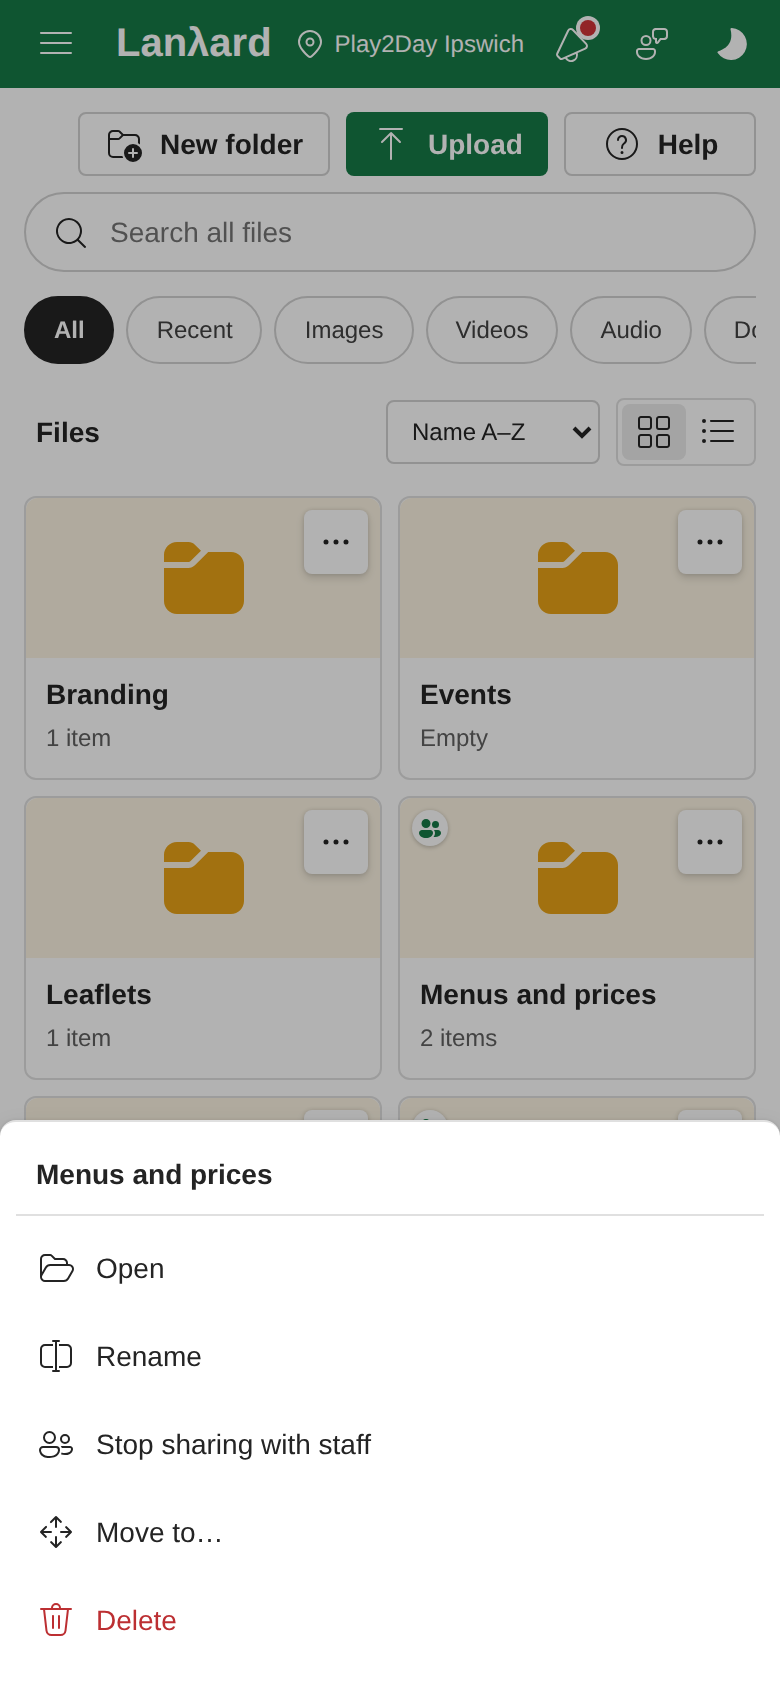 Lanλard
Play2Day Ipswich
New folder
Upload
Help
Search all files
All
Recent
Images
Videos
Audio
Files
Name A–Z
Branding
1 item
Events
Empty
Leaflets
1 item
Menus and prices
2 items
Menus and prices
Open
Rename
Stop sharing with staff
Move to…
Delete